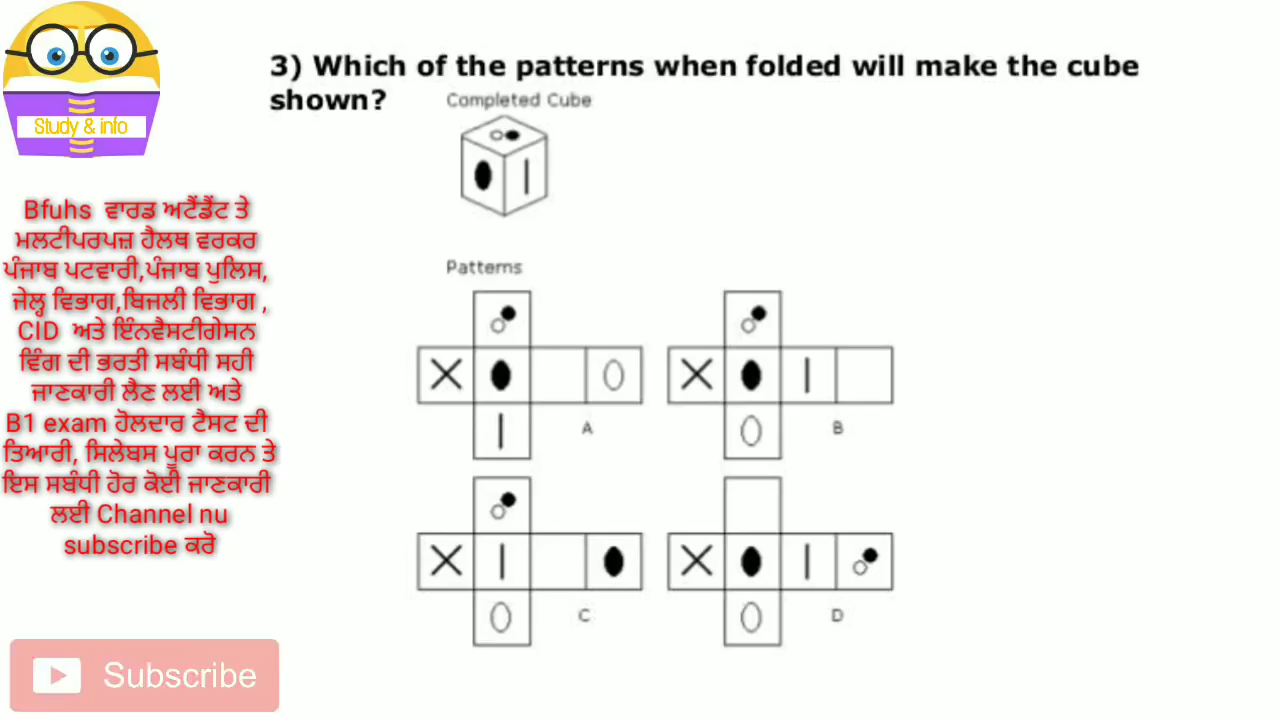 Study & info
3) Which of the patterns when folded will make the cube
shown?
Completed Cube
Patterns
A
B
C
D
Bfuhs ਵਾਰਡ ਅਟੈਂਡੈਂਟ ਤੇ
ਮਲਟੀਪਰਪਜ਼ ਹੈਲਥ ਵਰਕਰ
ਪੰਜਾਬ ਪਟਵਾਰੀ,ਪੰਜਾਬ ਪੁਲਿਸ,
ਜੇਲ੍ਹ ਵਿਭਾਗ,ਬਿਜਲੀ ਵਿਭਾਗ ,
CID ਅਤੇ ਇੰਨਵੈਸਟੀਗੇਸਨ
ਵਿੰਗ ਦੀ ਭਰਤੀ ਸਬੰਧੀ ਸਹੀ
ਜਾਣਕਾਰੀ ਲੈਣ ਲਈ ਅਤੇ
B1 exam ਹੋਲਦਾਰ ਟੈਸਟ ਦੀ
ਤਿਆਰੀ, ਸਿਲੇਬਸ ਪੂਰਾ ਕਰਨ ਤੇ
ਇਸ ਸਬੰਧੀ ਹੋਰ ਕੋਈ ਜਾਣਕਾਰੀ
ਲਈ Channel nu
subscribe ਕਰੋ
Subscribe